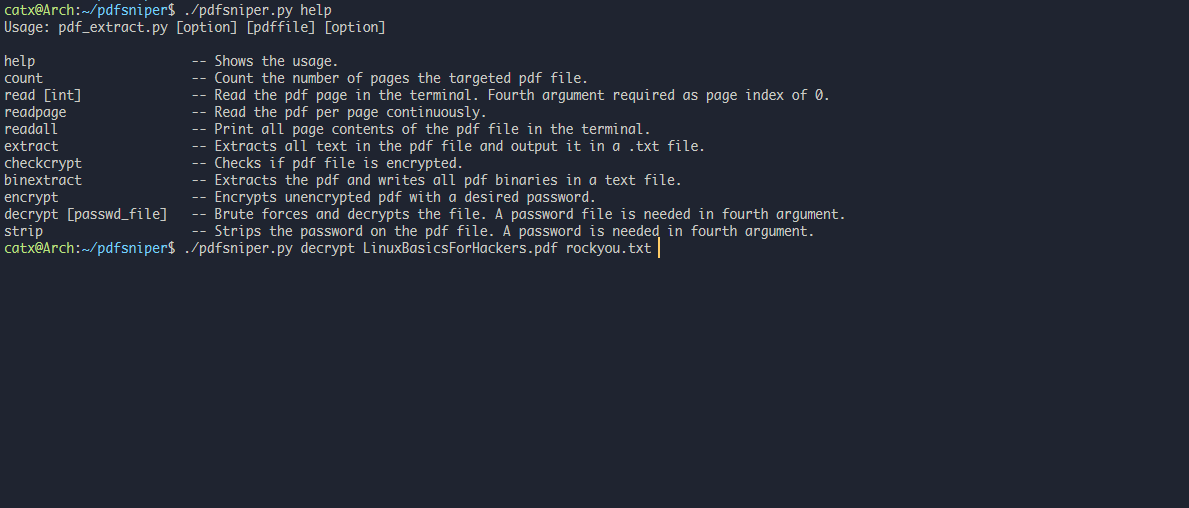 catx@Arch:~/pdfsniper$ ./pdfsniper.py help
Usage: pdf_extract.py [option] [pdffile] [option]

help                    -- Shows the usage.
count                   -- Count the number of pages the targeted pdf file.
read [int]              -- Read the pdf page in the terminal. Fourth argument required as page index of 0.
readpage                -- Read the pdf per page continuously.
readall                 -- Print all page contents of the pdf file in the terminal.
extract                 -- Extracts all text in the pdf file and output it in a .txt file.
checkcrypt              -- Checks if pdf file is encrypted.
binextract              -- Extracts the pdf and writes all pdf binaries in a text file.
encrypt                 -- Encrypts unencrypted pdf with a desired password.
decrypt [passwd_file]   -- Brute forces and decrypts the file. A password file is needed in fourth argument.
strip                   -- Strips the password on the pdf file. A password is needed in fourth argument.
catx@Arch:~/pdfsniper$ ./pdfsniper.py decrypt LinuxBasicsForHackers.pdf rockyou.txt